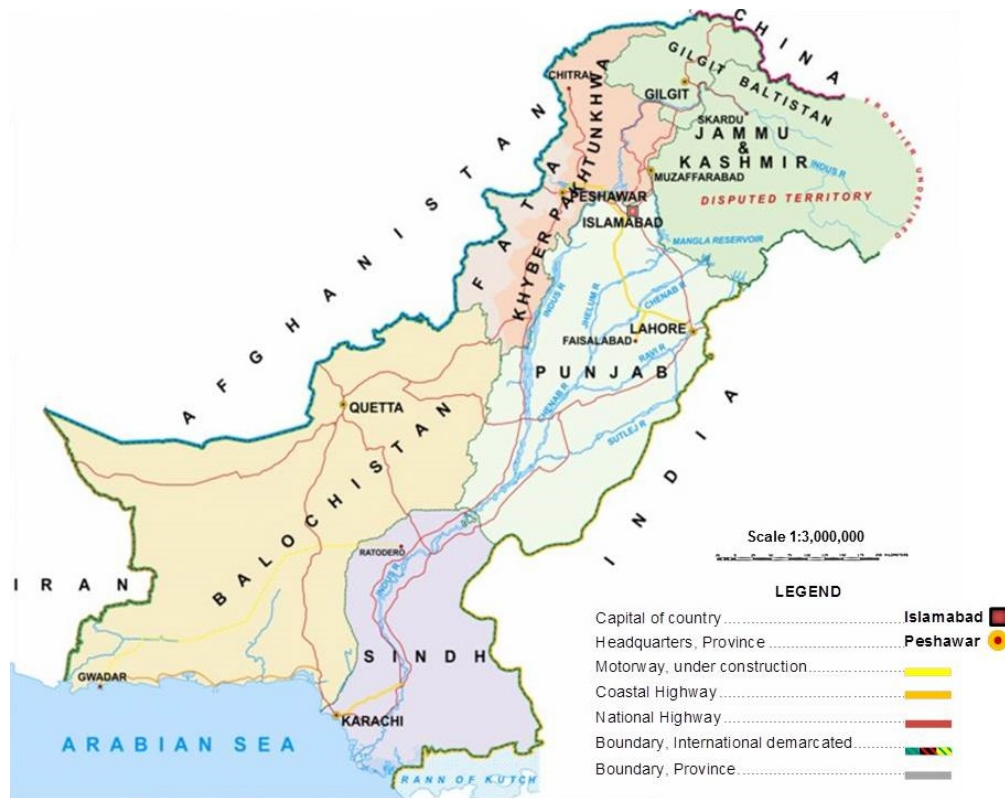 CHINA
GILGIT BALTISTAN
CHITRAL
GILGIT
SKARDU
JAMMU
&
KASHMIR
INDUS R
FRONTIER UNDEFINED
MUZAFFARABAD
DISPUTED TERRITORY
AFGHANISTAN
FATA
KHYBER PAKHTUNKHWA
PESHAWAR
ISLAMABAD
MANGLA RESERVOIR
INDUS R
JHELUM R
CHENAB R
LAHORE
FAISALABAD
RAVI R
PUNJAB
CHENAB R
SUTLEJ R
QUETTA
BALOCHISTAN
INDIA
RATODERO
INDUS R
IRAN
SINDH
GWADAR
KARACHI
ARABIAN SEA
RANN OF KUTCH
Scale 1:3,000,000
LEGEND
Capital of country Islamabad
Headquarters, Province Peshawar
Motorway, under construction
Coastal Highway
National Highway
Boundary, International demarcated
Boundary, Province